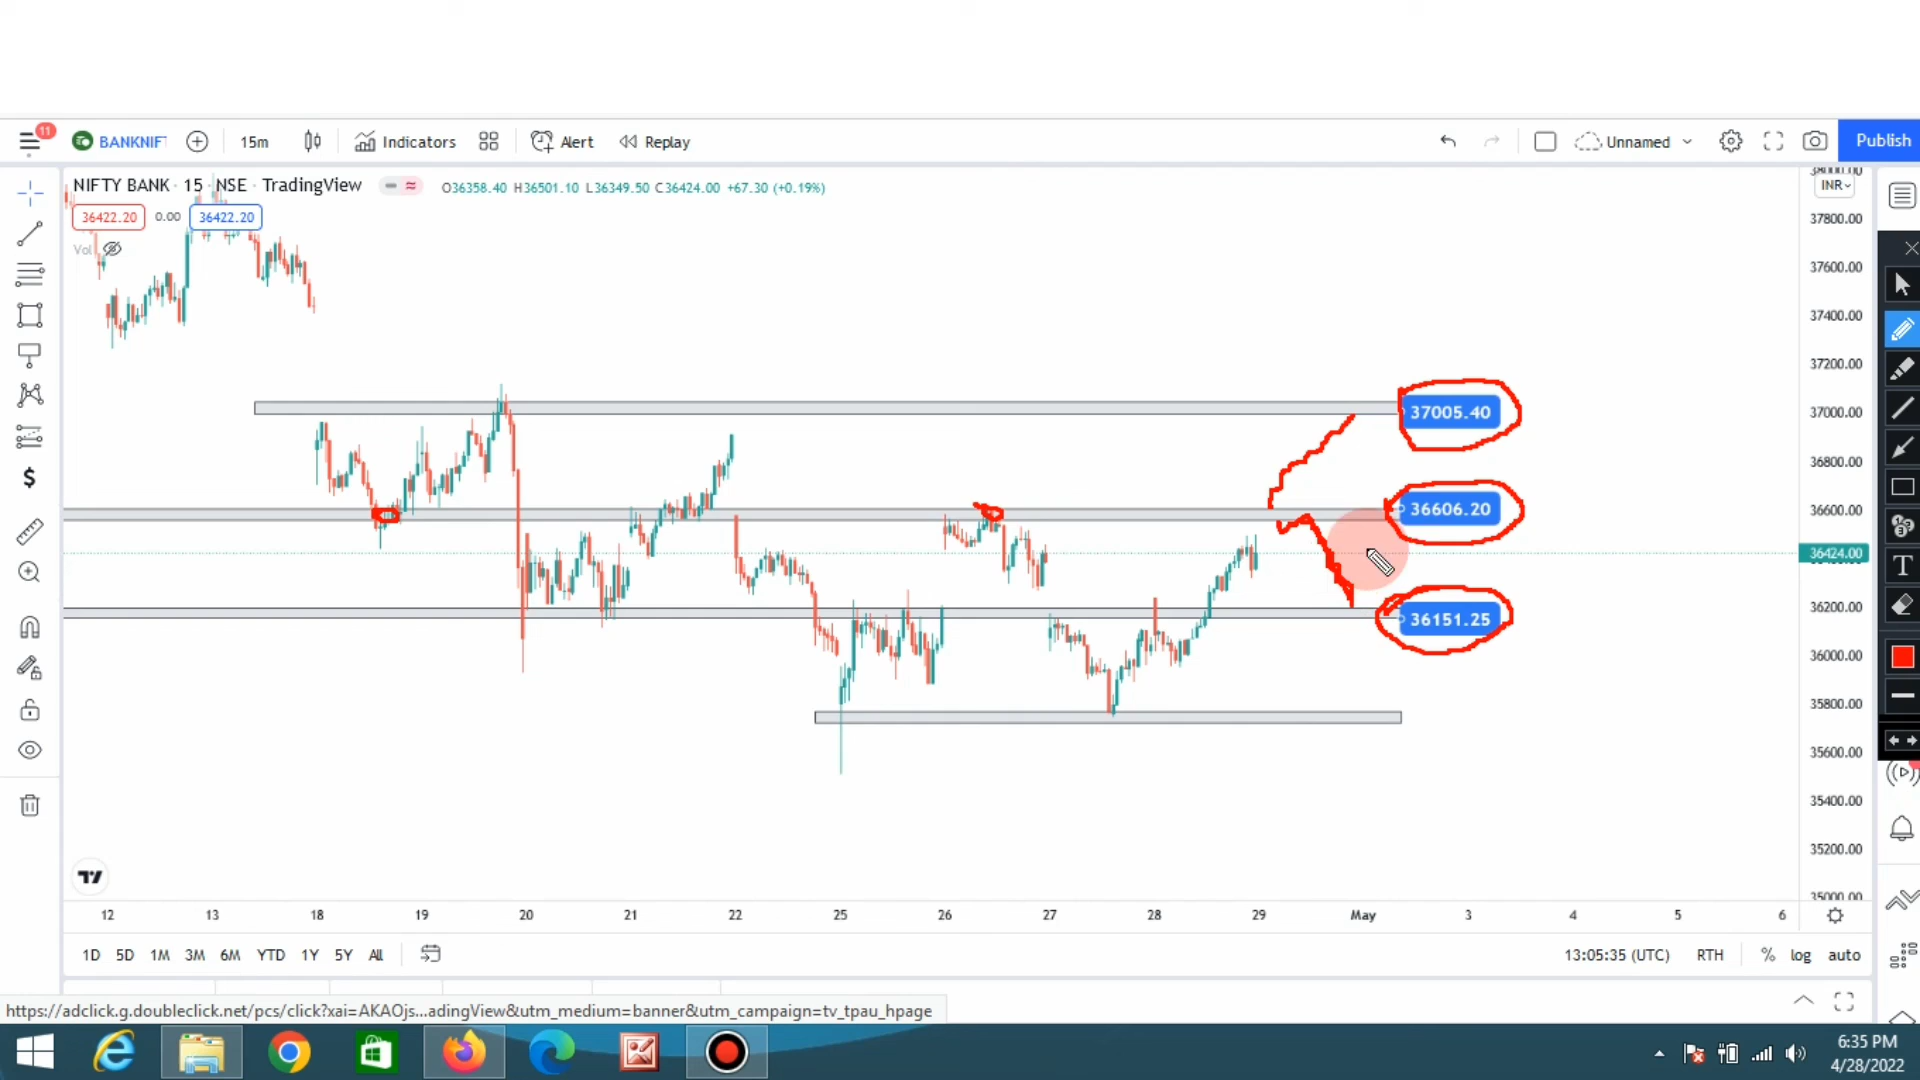 11
BANKNIF
15m
Indicators
Alert
Replay
Unnamed
Publish
NIFTY BANK · 15 · NSE · TradingView
O36358.40 H36501.10 L36349.50 C36424.00 +67.30 (+0.19%)
INR
36422.20 0.00 36422.20
Vol
37800.00
37600.00
37400.00
37200.00
37005.40
37000.00
36800.00
36606.20
36600.00
36424.00
36200.00
36151.25
36000.00
35800.00
35600.00
35400.00
35200.00
35000.00
12 13 18 19 20 21 22 25 26 27 28 29 May 3 4 5 6
1D 5D 1M 3M 6M YTD 1Y 5Y All
13:05:35 (UTC) RTH % log auto
https://adclick.g.doubleclick.net/pcs/click?xai=AKAOjs...adingView&utm_medium=banner&utm_campaign=tv_tpau_hpage
6:35 PM
4/28/2022